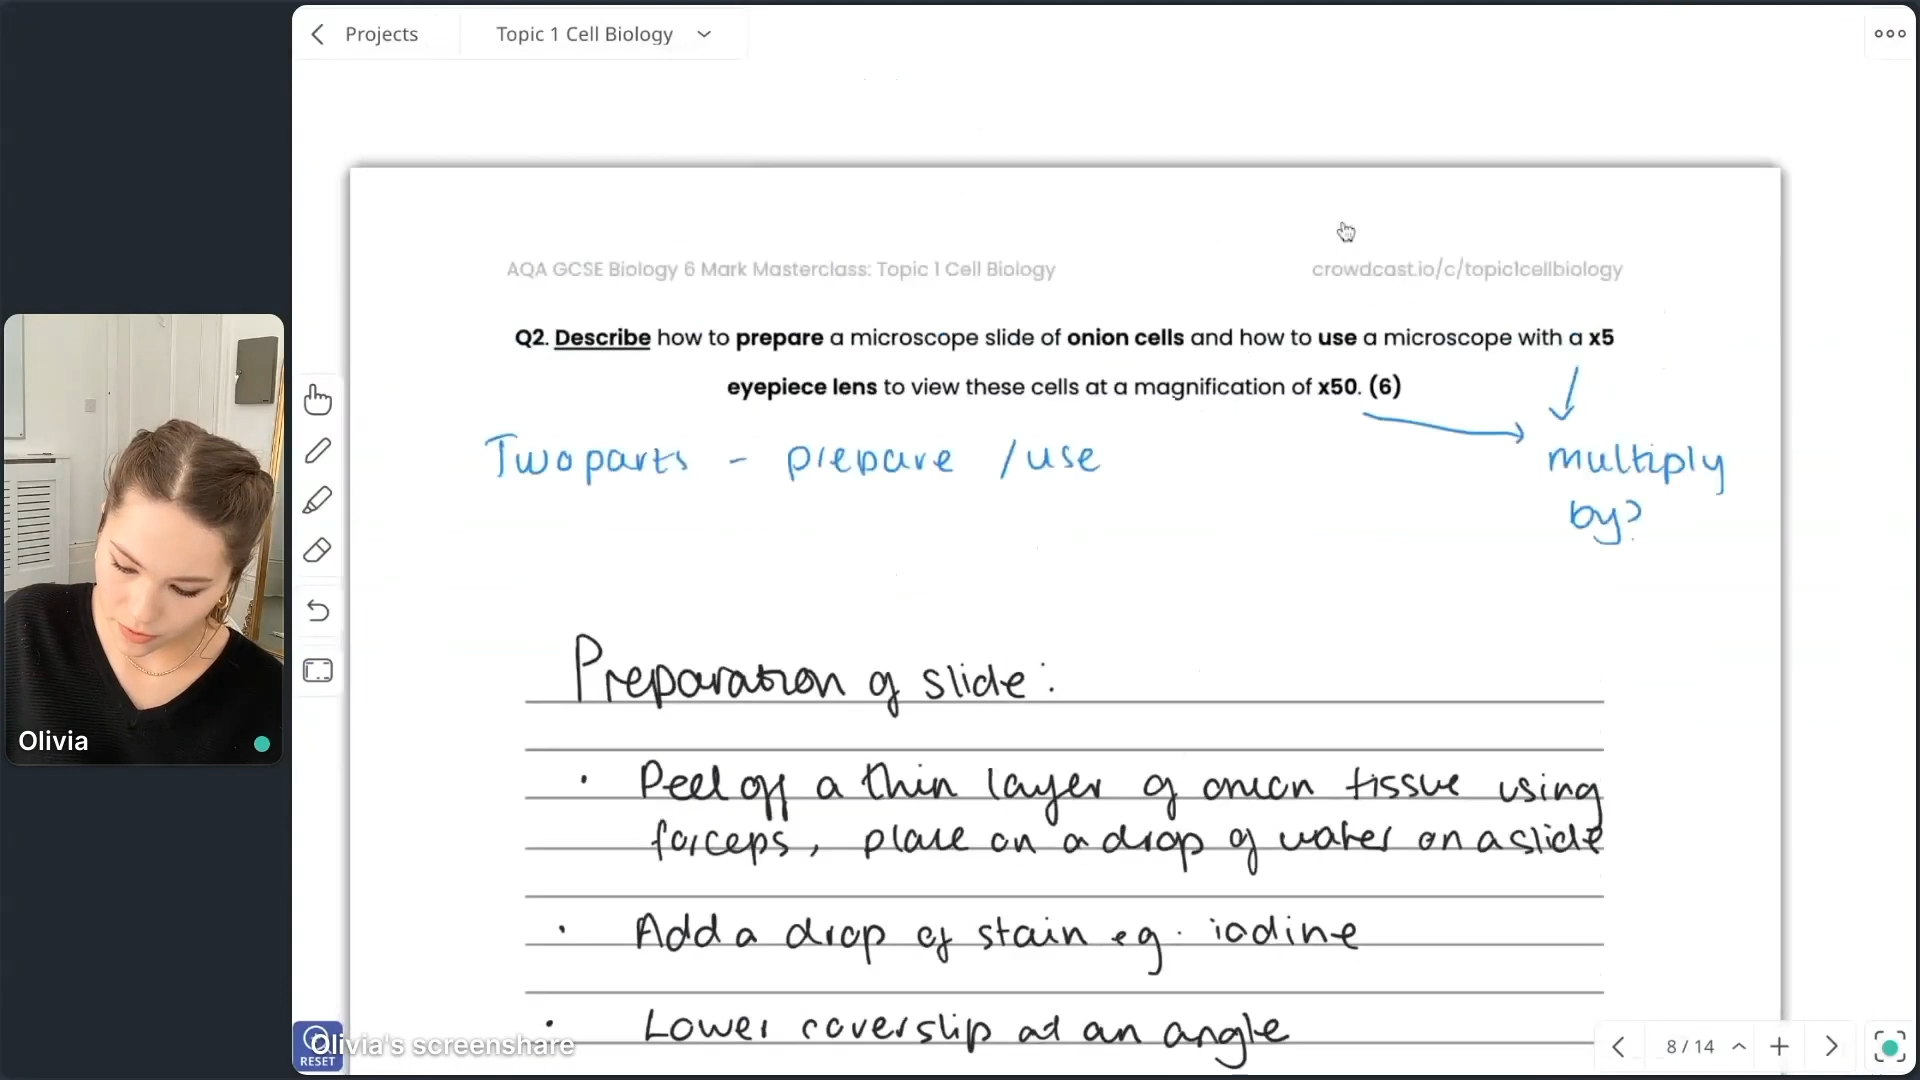 Projects
Topic 1 Cell Biology
AQA GCSE Biology 6 Mark Masterclass: Topic 1 Cell Biology
crowdcast.io/c/topic1cellbiology
Q2. Describe how to prepare a microscope slide of onion cells and how to use a microscope with a x5
eyepiece lens to view these cells at a magnification of x50. (6)
Two parts - prepare / use
multiply
by?
Preparation of slide:
• Peel off a thin layer of onion tissue using
forceps, place on a drop of water on a slide
• Add a drop of stain eg. iodine
• Lower coverslip at an angle
Olivia
Olivia's screenshare
RESET
8 / 14